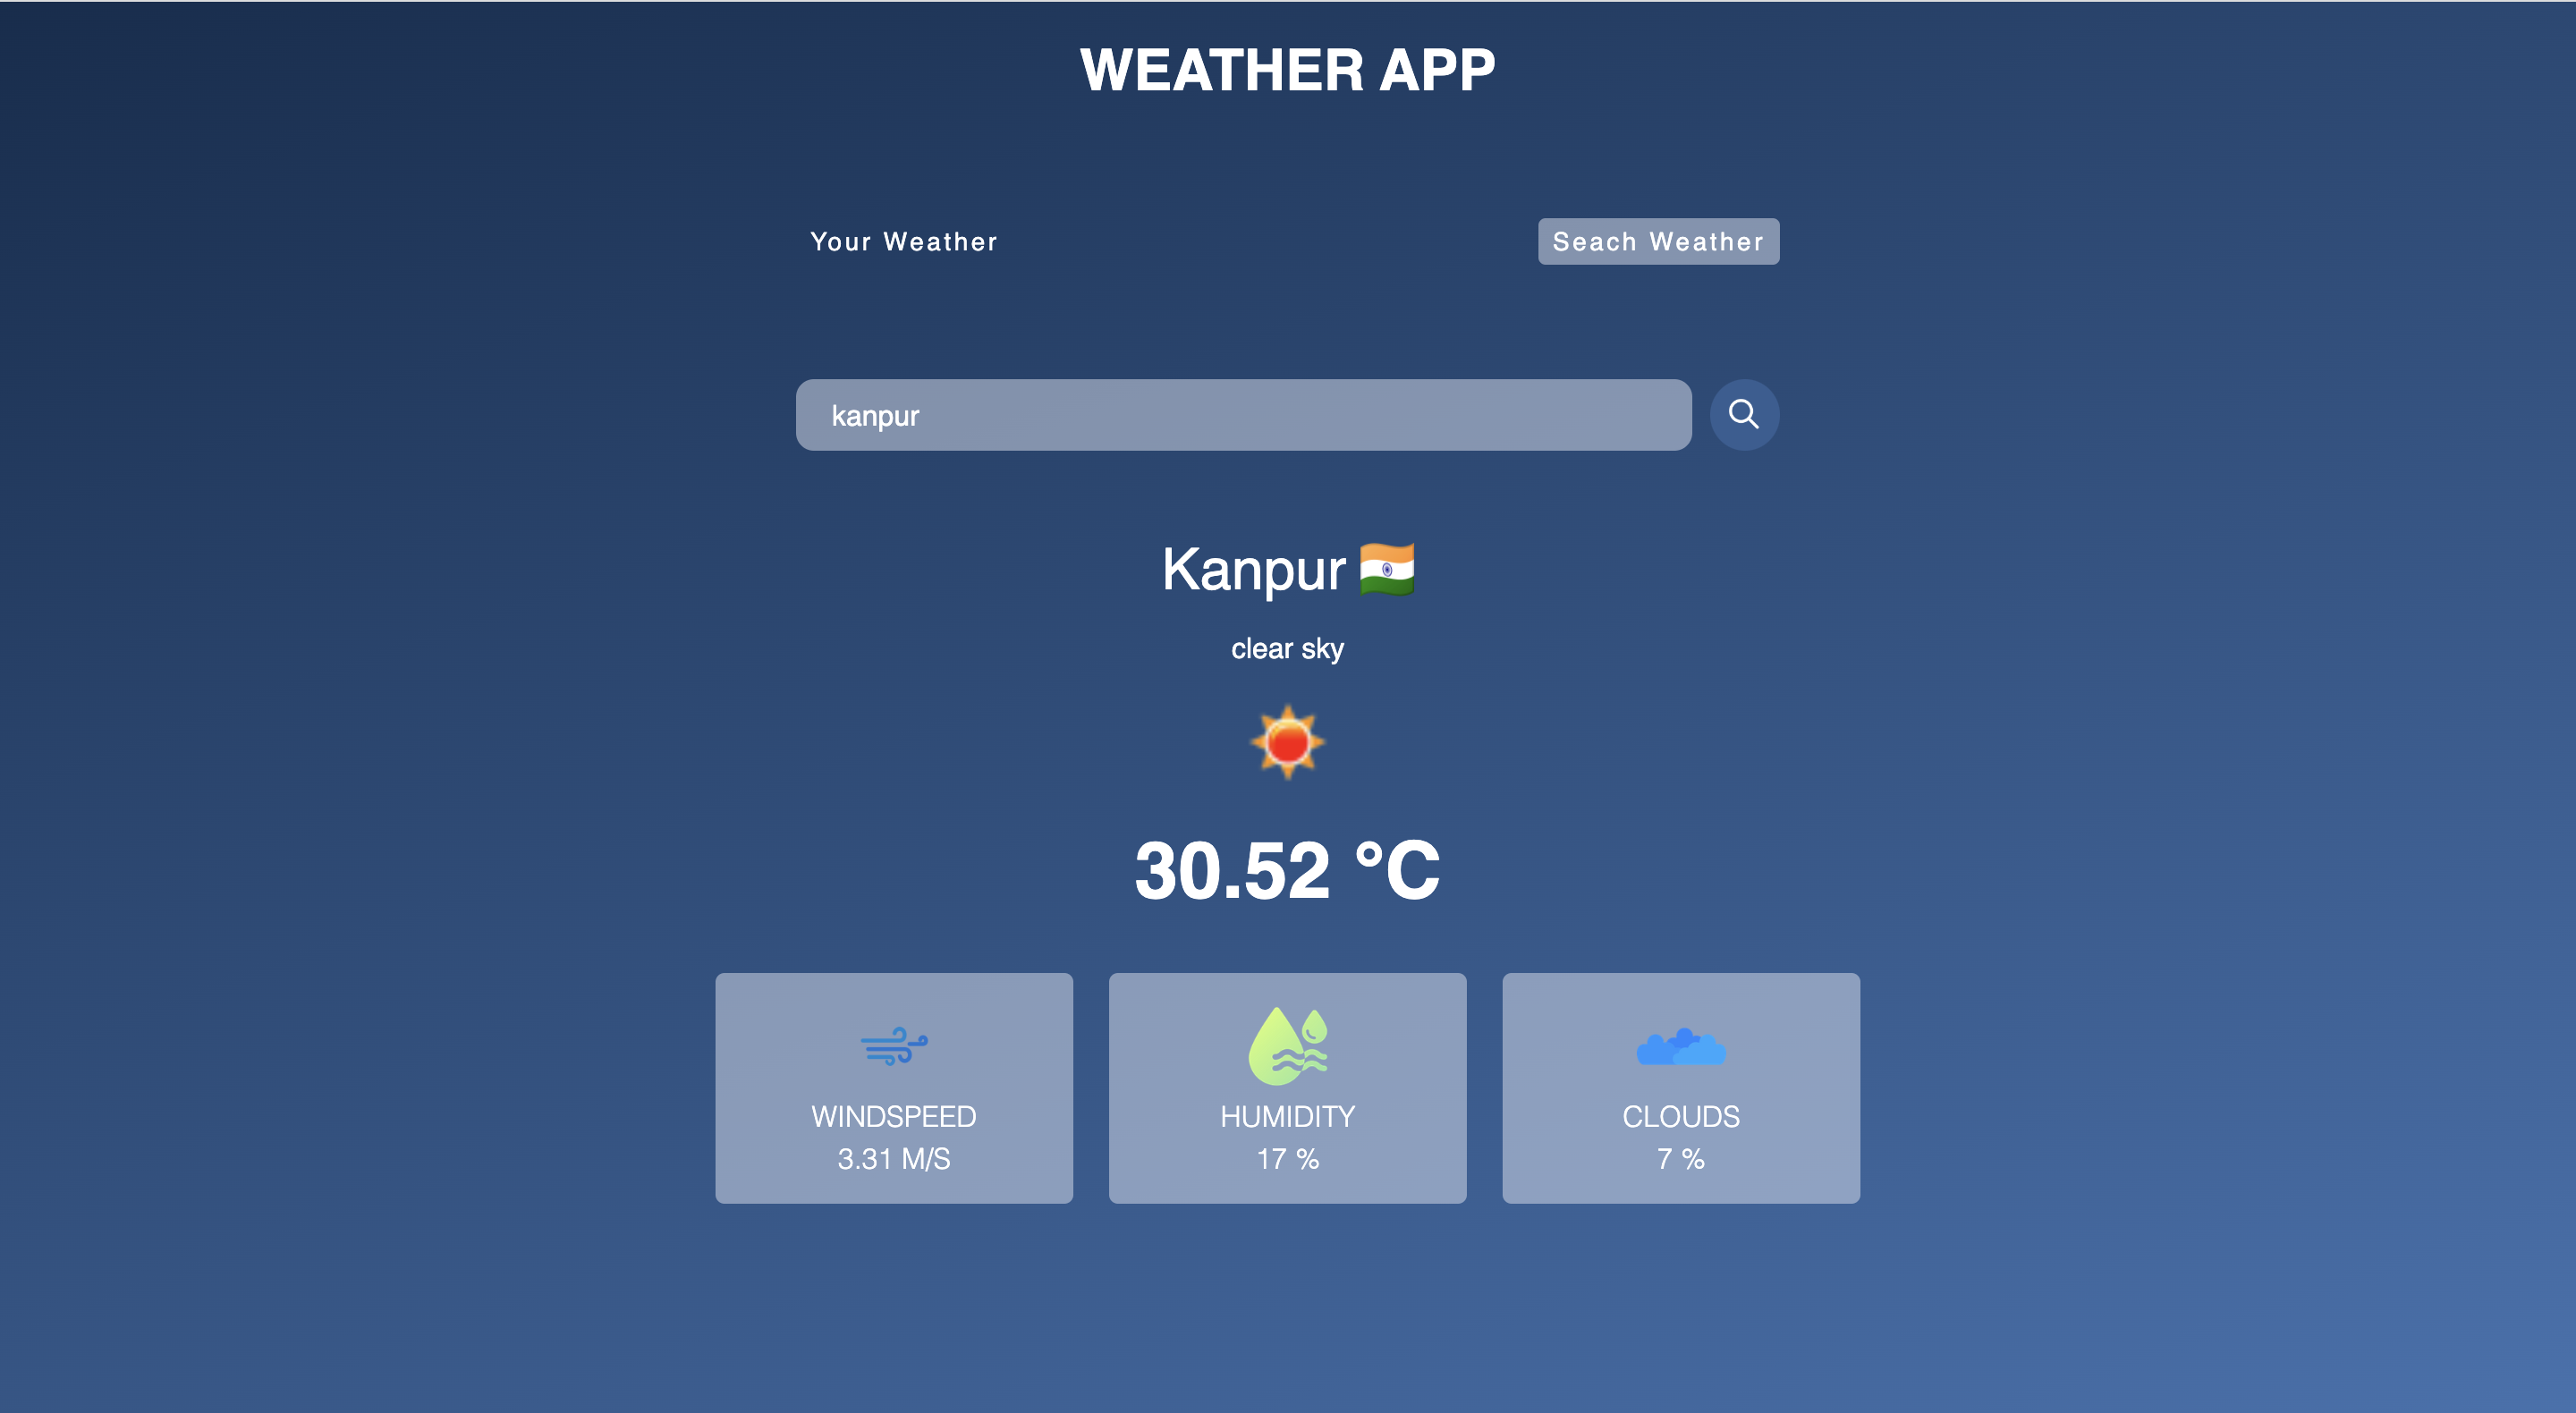 WEATHER APP
Your Weather
Seach Weather
kanpur
Kanpur 🇮🇳
clear sky
30.52 °C
WINDSPEED
3.31 M/S
HUMIDITY
17 %
CLOUDS
7 %